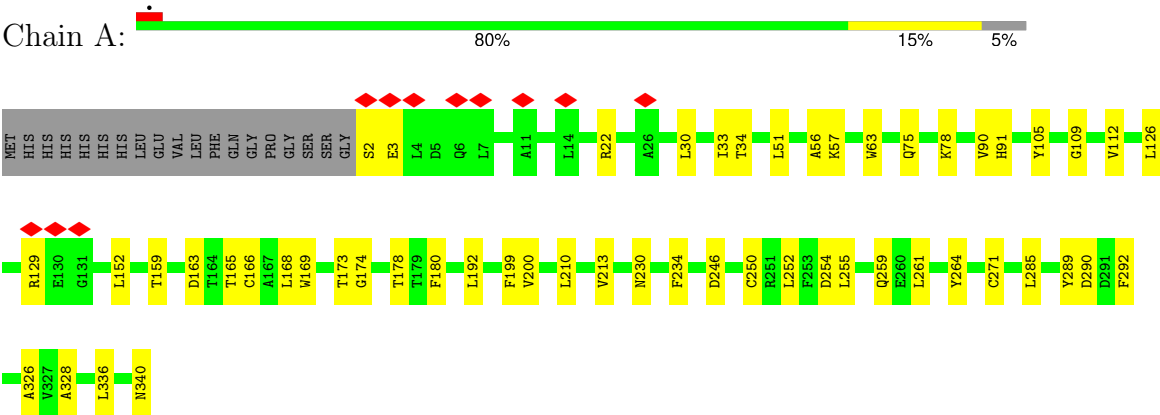 Chain A:
80% 15% 5%
MET HIS HIS HIS HIS HIS HIS LEU GLU VAL LEU PHE GLN GLY PRO GLY SER SER GLY S2 E3 L4 D5 Q6 L7 A11 L14 R22 A26 L30 I33 T34 L51 A56 K57 W63 Q75 K78 V90 H91 Y105 G109 V112 L126
R129 E130 G131 L152 T159 D163 T164 T165 C166 A167 L168 W169 T173 G174 T178 T179 F180 L192 F199 V200 L210 V213 N230 F234 D246 C250 R251 L252 F253 D254 L255 Q259 E260 L261 Y264 C271 L285 Y289 D290 D291 F292
A326 V327 A328 L336 N340